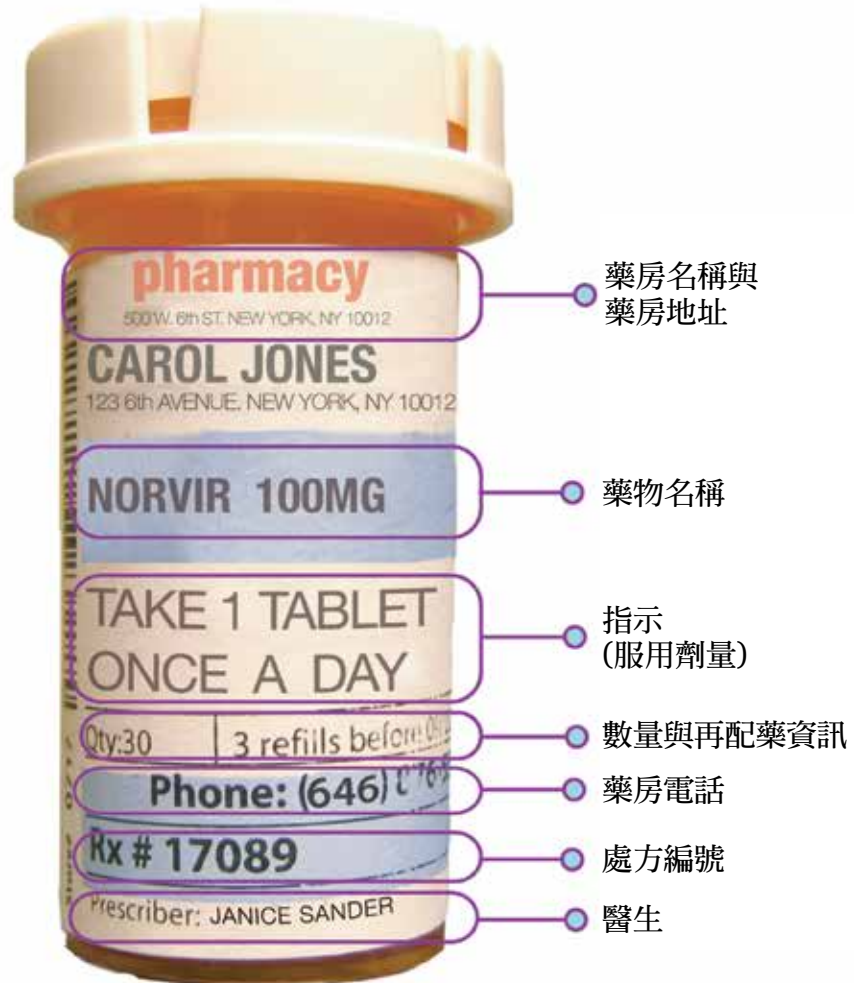 pharmacy
500 W. 6th ST. NEW YORK, NY 10012
藥房名稱與
藥房地址
CAROL JONES
123 6th AVENUE, NEW YORK, NY 10012
NORVIR 100MG
藥物名稱
TAKE 1 TABLET
ONCE A DAY
指示
(服用劑量)
Qty:30 3 refills before
數量與再配藥資訊
Phone: (646)
藥房電話
Rx # 17089
處方編號
Prescriber: JANICE SANDER
醫生